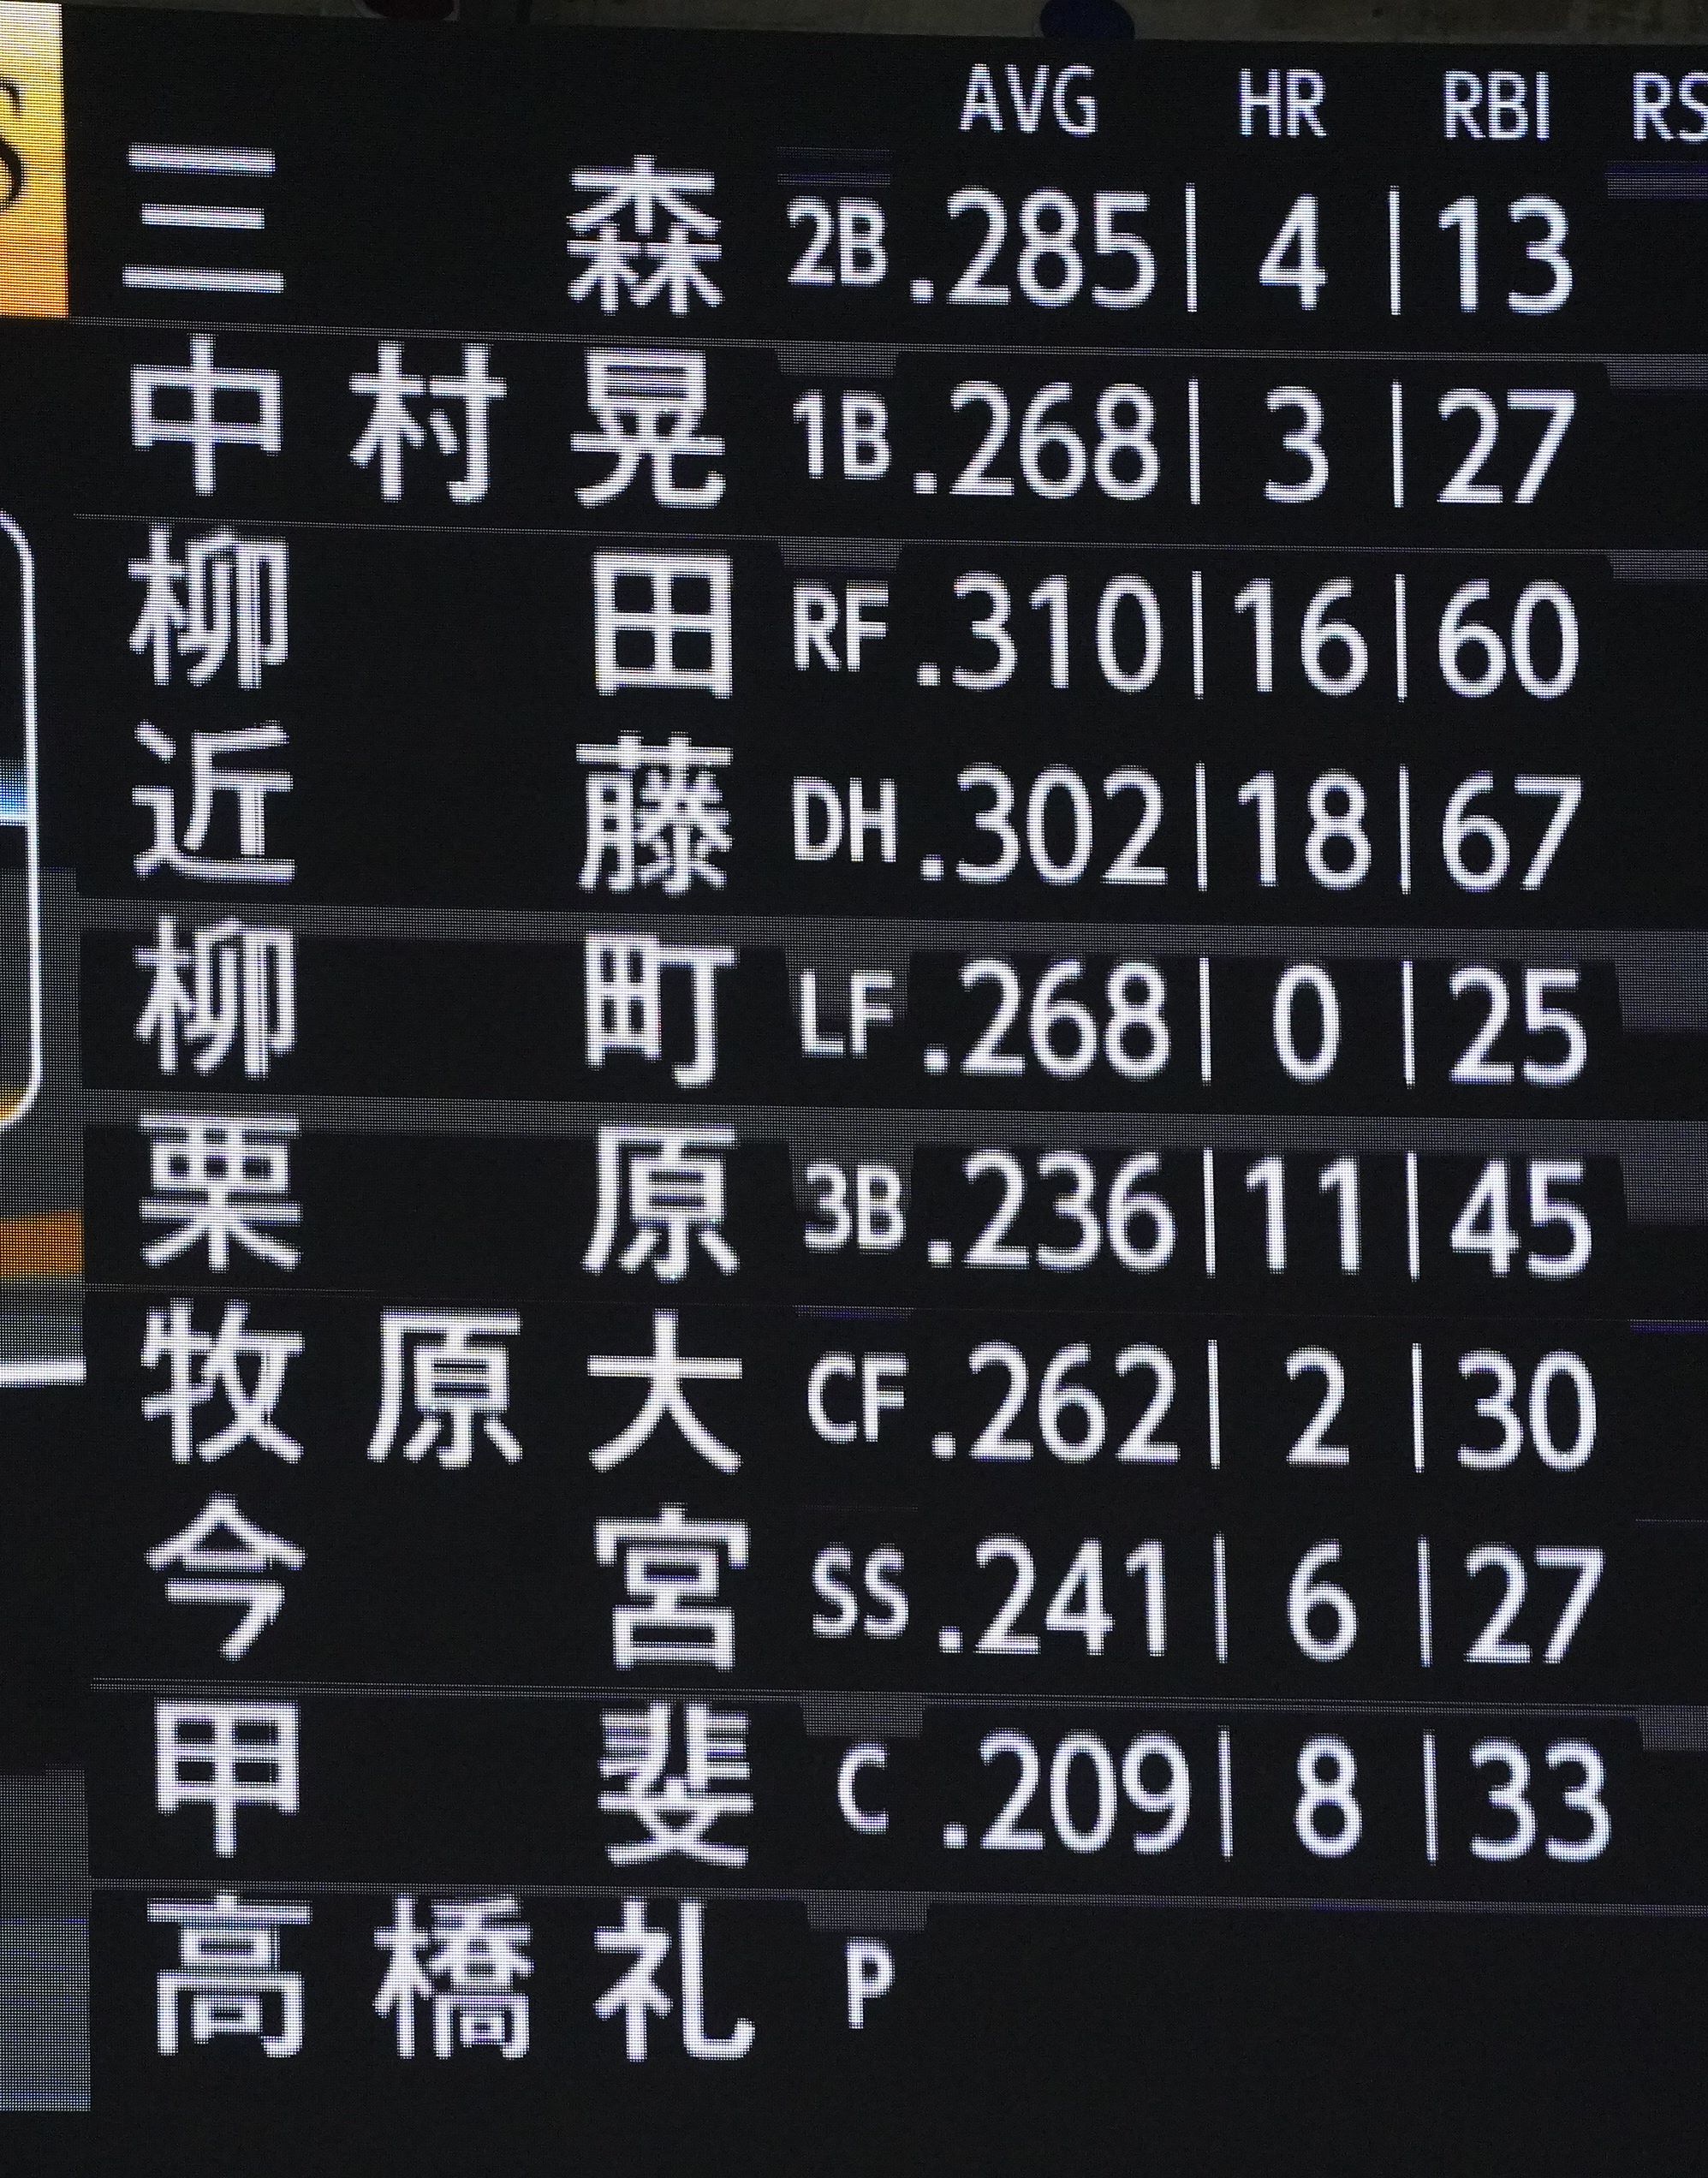 AVG HR RBI RS
三森 2B .285 4 13
中村晃 1B .268 3 27
柳田 RF .310 16 60
近藤 DH .302 18 67
柳町 LF .268 0 25
栗原 3B .236 11 45
牧原大 CF .262 2 30
今宮 SS .241 6 27
甲斐 C .209 8 33
高橋礼 P